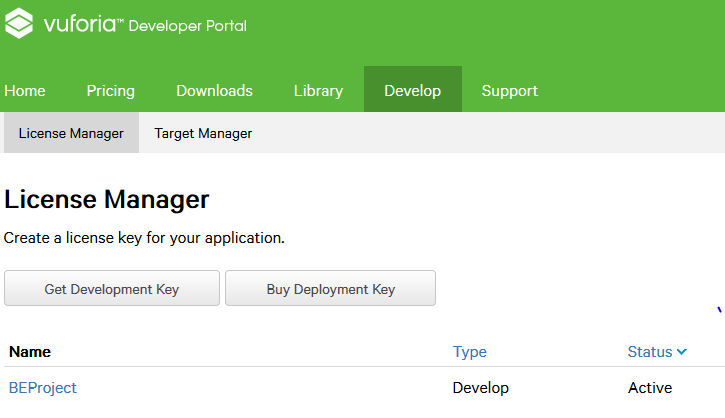 vuforia™ Developer Portal
Home Pricing Downloads Library Develop Support
License Manager Target Manager
License Manager
Create a license key for your application.
Get Development Key Buy Deployment Key
Name Type Status
BEProject Develop Active